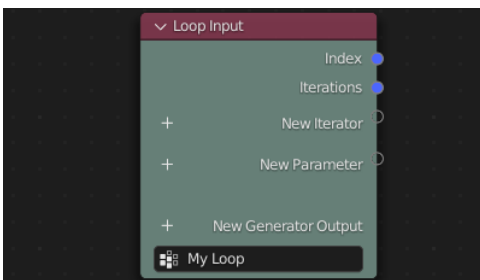 Loop Input
Index
Iterations
New Iterator
New Parameter
New Generator Output
My Loop